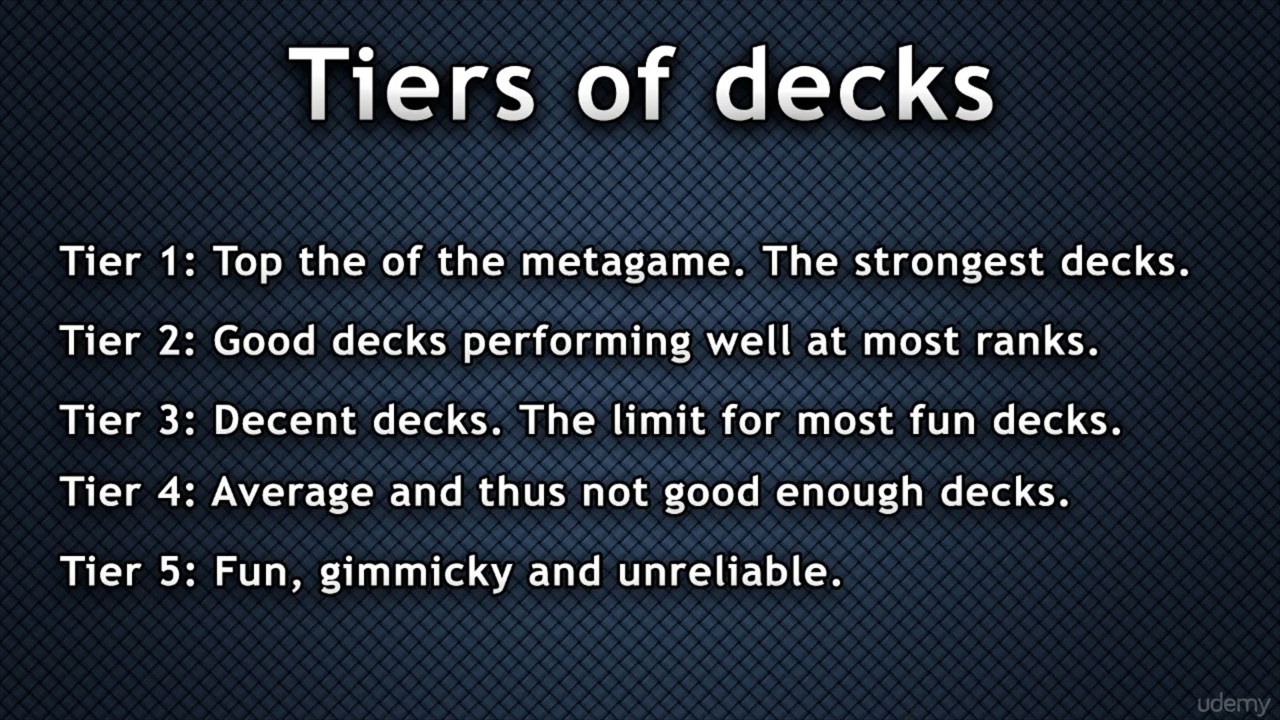 Tiers of decks
Tier 1: Top the of the metagame. The strongest decks.
Tier 2: Good decks performing well at most ranks.
Tier 3: Decent decks. The limit for most fun decks.
Tier 4: Average and thus not good enough decks.
Tier 5: Fun, gimmicky and unreliable.
udemy